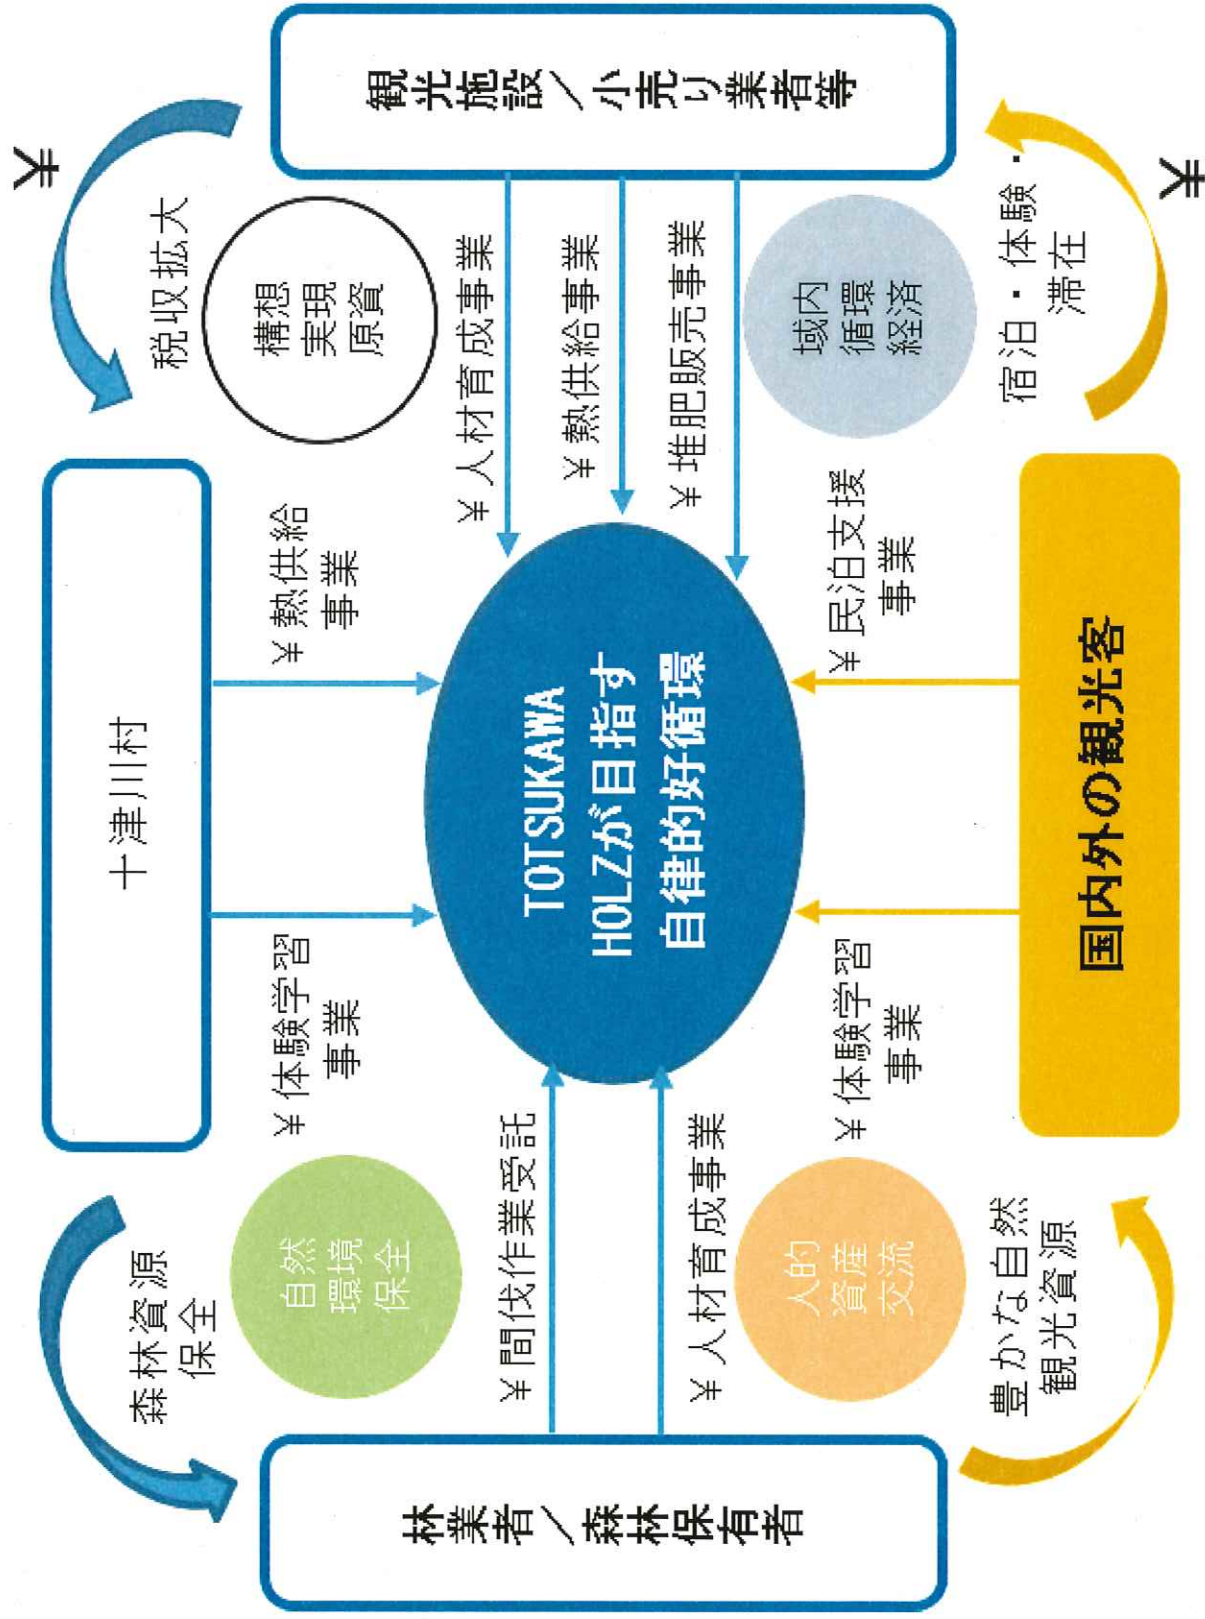 十津川村
¥
森林資源
保全
税収拡大
自然
環境
保全
¥ 体験学習
事業
¥ 熱供給
事業
構想
実現
原資
林業者／森林保有者
¥ 間伐作業受託
¥ 人材育成事業
TOTSUKAWA
HOLZが目指す
自律的好循環
¥ 人材育成事業
¥ 熱供給事業
¥ 堆肥販売事業
観光施設／小売り業者等
人的
資産
交流
¥ 体験学習
事業
¥ 民泊支援
事業
域内
循環
経済
豊かな自然
観光資源
宿泊・体験・
滞在
国内外の観光客
¥